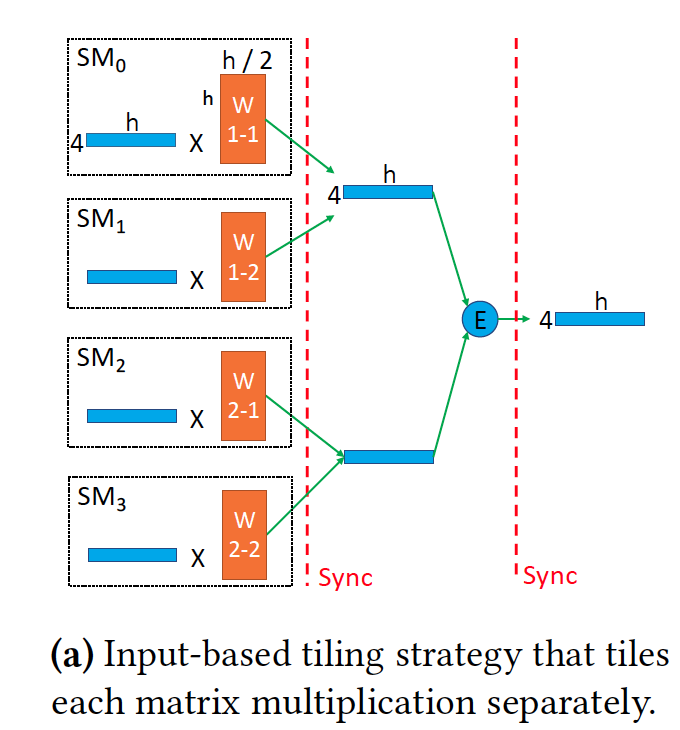 SM0
h / 2
h
h
4
X
W
1-1
h
4
SM1
W
1-2
X
E
4
h
SM2
W
2-1
X
SM3
W
2-2
X
Sync
Sync
(a) Input-based tiling strategy that tiles
each matrix multiplication separately.